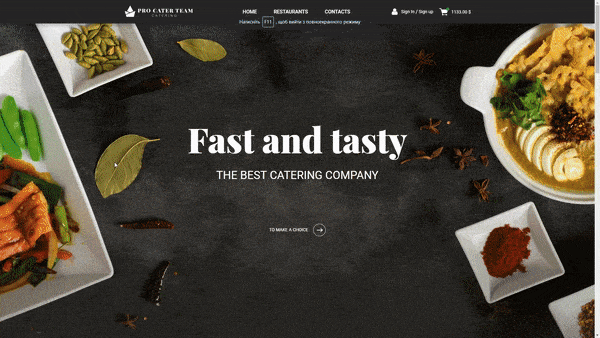 PRO CATER TEAM
CATERING
HOME RESTAURANTS CONTACTS
Sign in / Sign up
1133.00 $
Натисніть F11, щоб вийти з повноекранного режиму
Fast and tasty
THE BEST CATERING COMPANY
TO MAKE A CHOICE